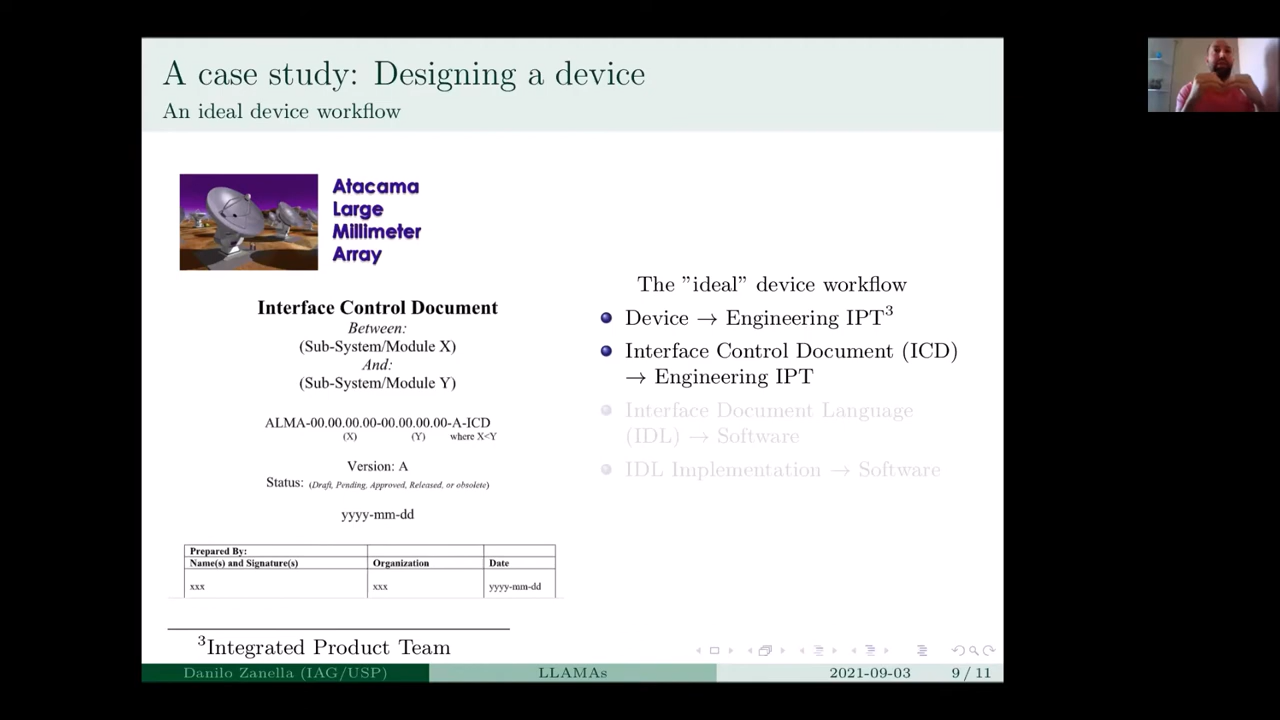 A case study: Designing a device
An ideal device workflow
Atacama
Large
Millimeter
Array
Interface Control Document
Between:
(Sub-System/Module X)
And:
(Sub-System/Module Y)
ALMA-00.00.00.00-00.00.00.00-A-ICD
(X) (Y) where X<Y
Version: A
Status: (Draft, Pending, Approved, Released, or obsolete)
yyyy-mm-dd
Prepared By:
Name(s) and Signature(s) Organization Date
xxx xxx yyyy-mm-dd
The ”ideal” device workflow
Device → Engineering IPT³
Interface Control Document (ICD)
→ Engineering IPT
Interface Document Language
(IDL) → Software
IDL Implementation → Software
³Integrated Product Team
Danilo Zanella (IAG/USP) LLAMAs 2021-09-03 9 / 11